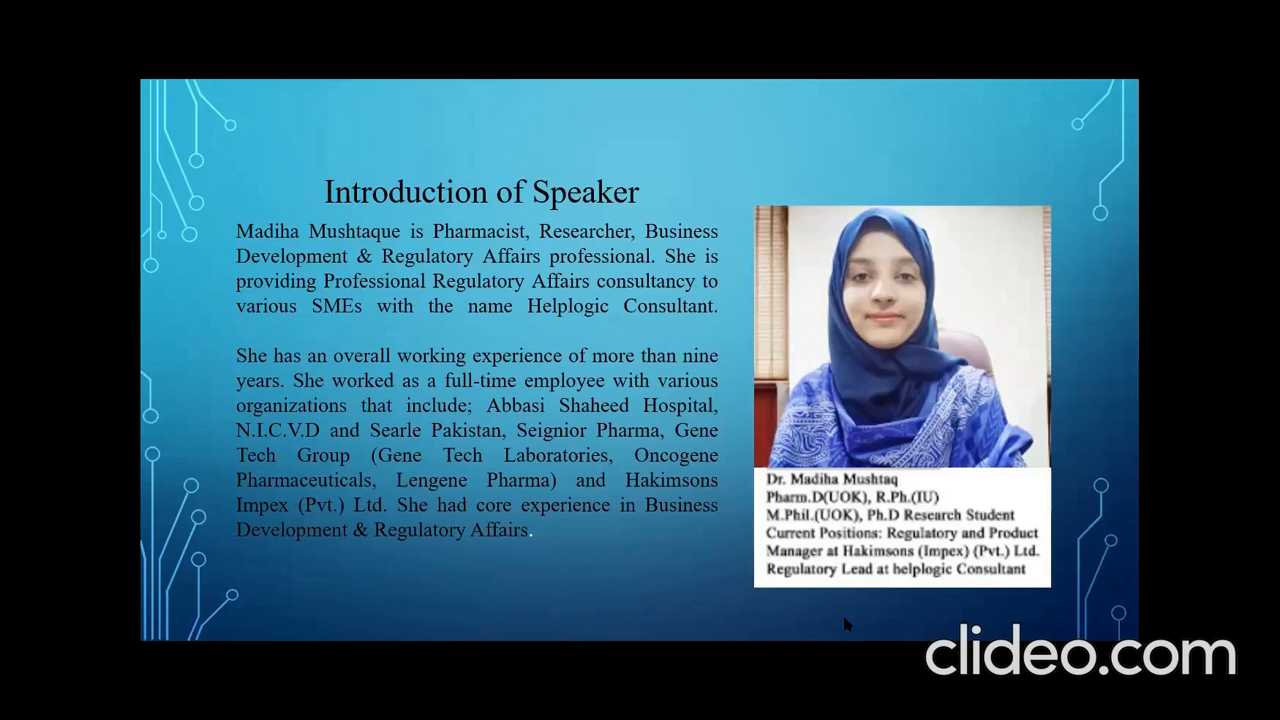 Introduction of Speaker
Madiha Mushtaque is Pharmacist, Researcher, Business
Development & Regulatory Affairs professional. She is
providing Professional Regulatory Affairs consultancy to
various SMEs with the name Helplogic Consultant.
She has an overall working experience of more than nine
years. She worked as a full-time employee with various
organizations that include; Abbasi Shaheed Hospital,
N.I.C.V.D and Searle Pakistan, Seignior Pharma, Gene
Tech Group (Gene Tech Laboratories, Oncogene
Pharmaceuticals, Lengene Pharma) and Hakimsons
Impex (Pvt.) Ltd. She had core experience in Business
Development & Regulatory Affairs.
Dr. Madiha Mushtaq
Pharm.D(UOK), R.Ph.(IU)
M.Phil.(UOK), Ph.D Research Student
Current Positions: Regulatory and Product
Manager at Hakimsons (Impex) (Pvt.) Ltd.
Regulatory Lead at helplogic Consultant
clideo.com